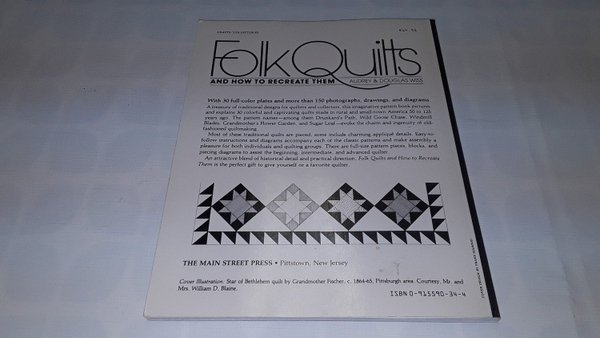 CRAFTS/COLLECTIBLES
FolkQuilts
AND HOW TO RECREATE THEM
AUDREY & DOUGLAS WISS
With 30 full-color plates and more than 150 photographs, drawings, and diagrams
A treasury of traditional designs for quilters and collectors, this imaginative pattern book pictures
and explains 30 colorful and captivating quilts made in rural and small-town America 50 to 125
years ago. The pattern names—among them Drunkard's Path, Wild Goose Chase, Windmill
Blades, Grandmother's Flower Garden, and Sugar Loaf—evoke the charm and ingenuity of old-
fashioned quiltmaking.
Most of these traditional quilts are pieced; some include charming appliqué details. Easy-to-
follow instructions and diagrams accompany each of the classic patterns and make assembly a
pleasure for both individuals and quilting groups. There are full-size pattern pieces, blocks, and
piecing diagrams to assist the beginning, intermediate, and advanced quilter.
An attractive blend of historical detail and practical direction, Folk Quilts and How to Recreate
Them is the perfect gift to give yourself or a favorite quilter.
THE MAIN STREET PRESS • Pittstown, New Jersey
Cover Illustration: Star of Bethlehem quilt by Grandmother Fischer, c. 1864-65, Pittsburgh area. Courtesy, Mr. and
Mrs. William D. Blaine.
ISBN 0-915590-34-4